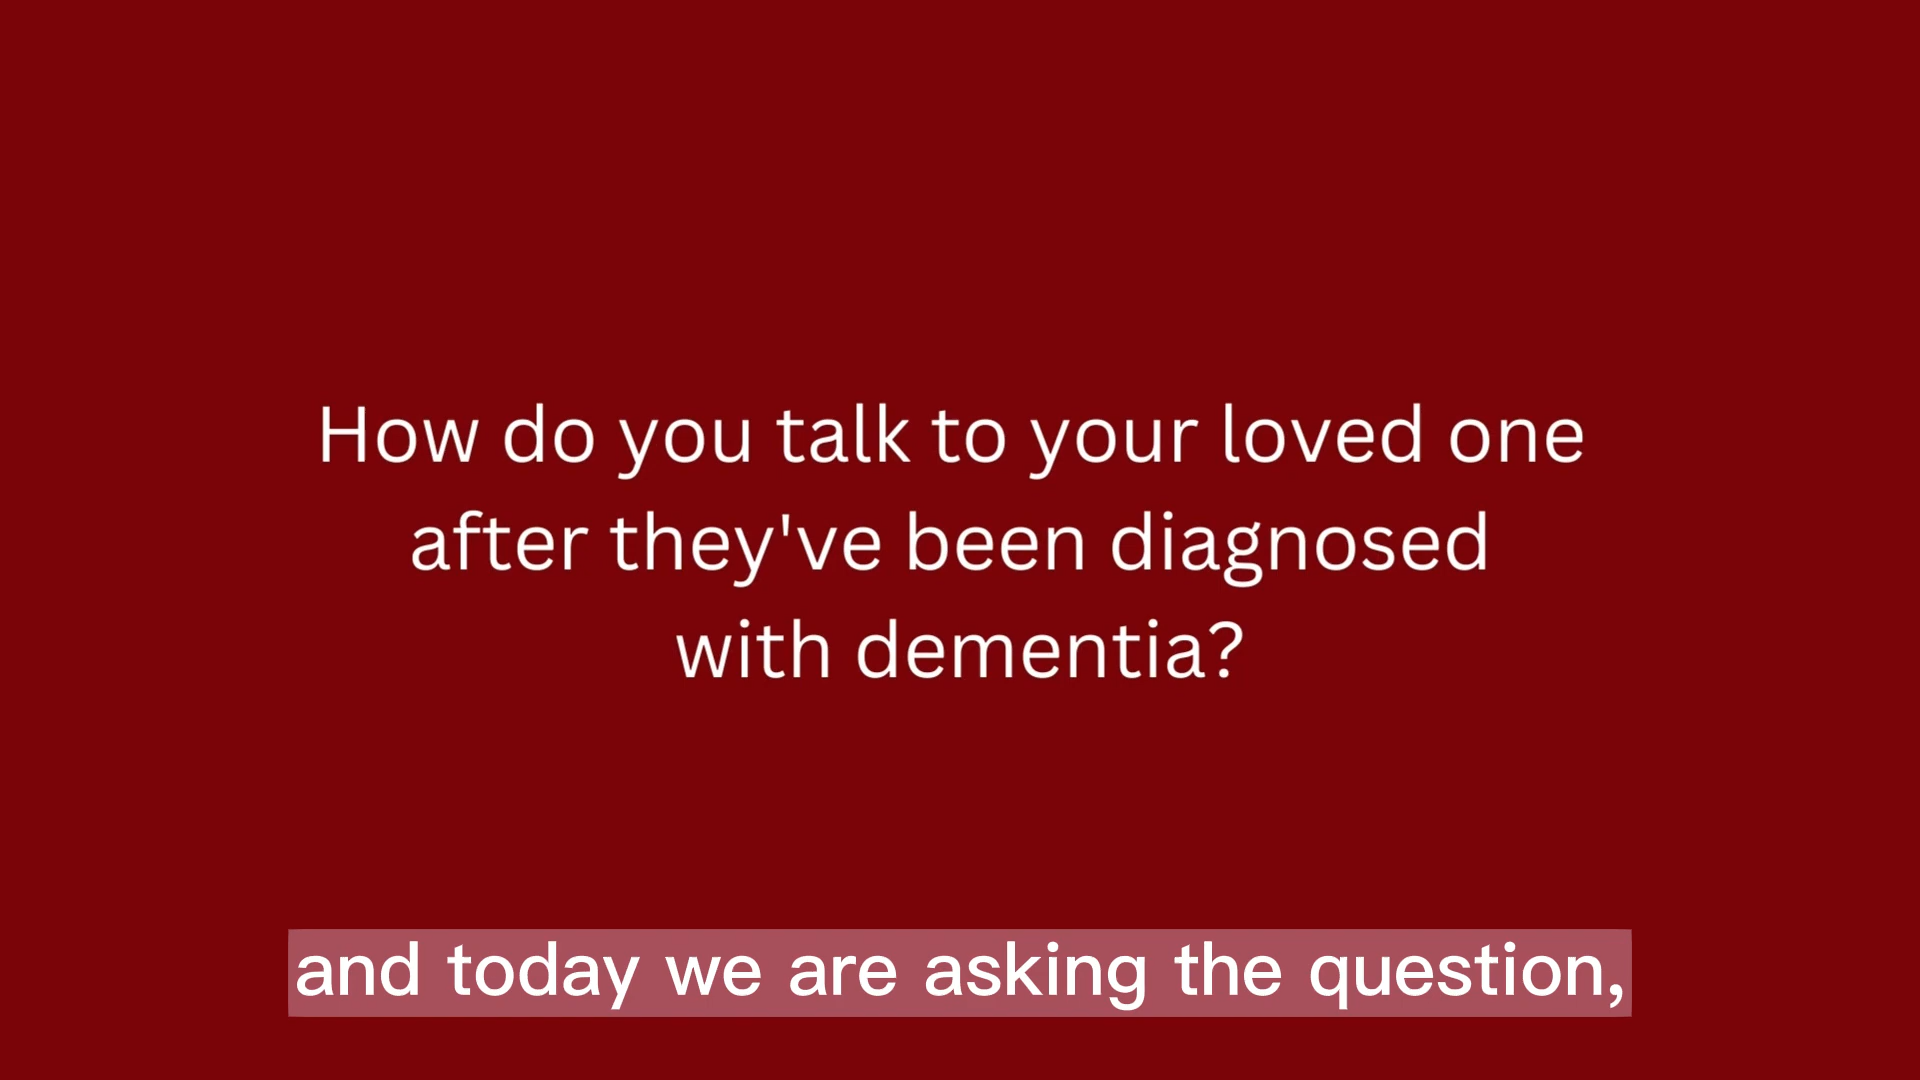 How do you talk to your loved one
after they've been diagnosed
with dementia?
and today we are asking the question,